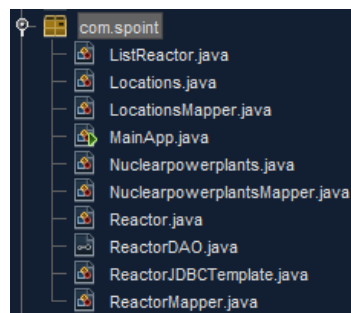 com.spoint
ListReactor.java
Locations.java
LocationsMapper.java
MainApp.java
Nuclearpowerplants.java
NuclearpowerplantsMapper.java
Reactor.java
ReactorDAO.java
ReactorJDBCTemplate.java
ReactorMapper.java